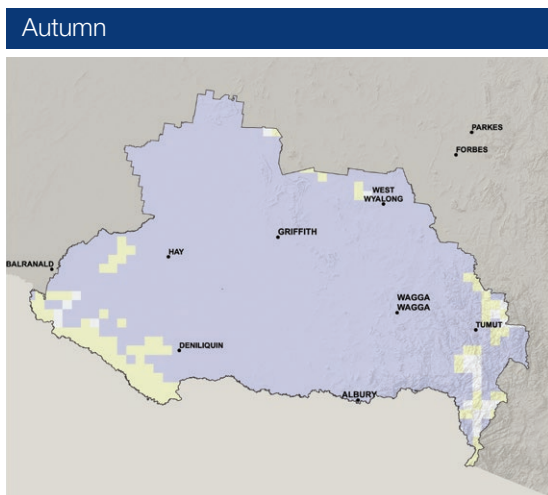 Autumn
PARKES
FORBES
WEST
WYALONG
GRIFFITH
HAY
BALRANALD
WAGGA
WAGGA
TUMUT
DENILIQUIN
ALBURY